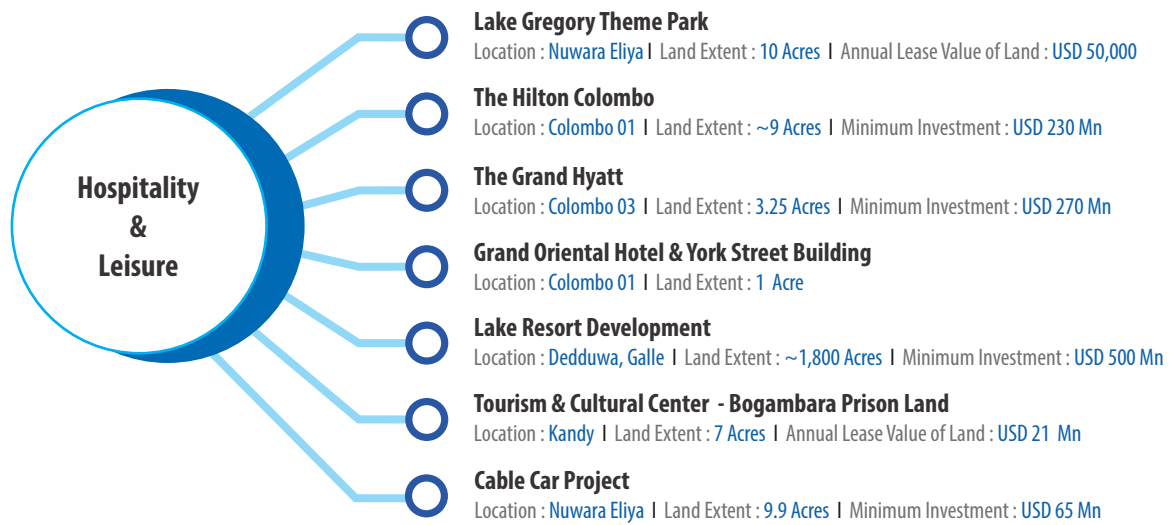 Hospitality
&
Leisure
Lake Gregory Theme Park
Location : Nuwara Eliya I Land Extent : 10 Acres I Annual Lease Value of Land : USD 50,000
The Hilton Colombo
Location : Colombo 01 I Land Extent : ~9 Acres I Minimum Investment : USD 230 Mn
The Grand Hyatt
Location : Colombo 03 I Land Extent : 3.25 Acres I Minimum Investment : USD 270 Mn
Grand Oriental Hotel & York Street Building
Location : Colombo 01 I Land Extent : 1 Acre
Lake Resort Development
Location : Dedduwa, Galle I Land Extent : ~1,800 Acres I Minimum Investment : USD 500 Mn
Tourism & Cultural Center - Bogambara Prison Land
Location : Kandy I Land Extent : 7 Acres I Annual Lease Value of Land : USD 21 Mn
Cable Car Project
Location : Nuwara Eliya I Land Extent : 9.9 Acres I Minimum Investment : USD 65 Mn